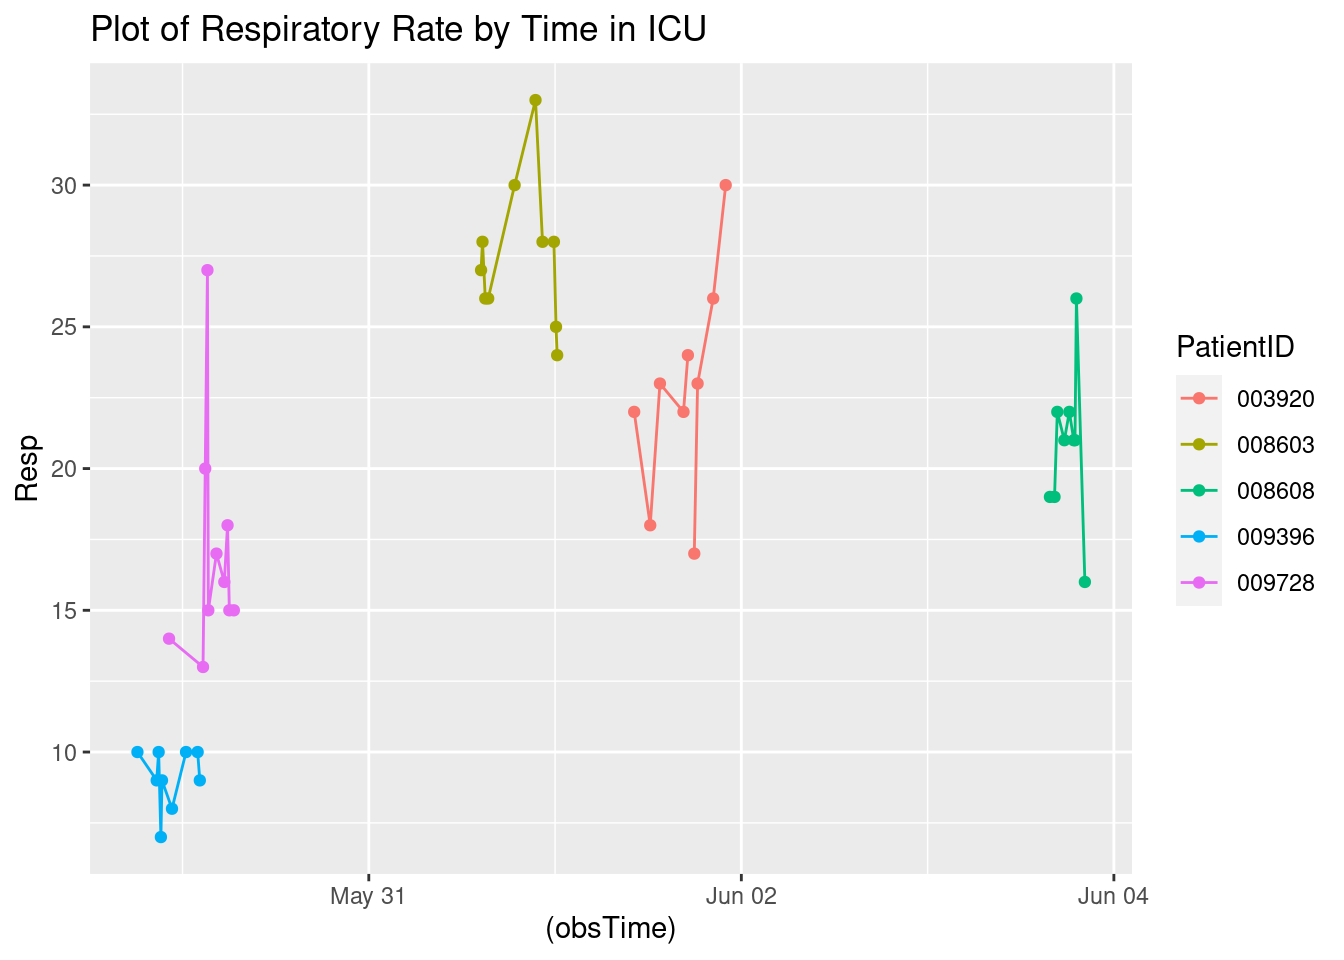 Plot of Respiratory Rate by Time in ICU
Resp
30
25
20
15
10
May 31
Jun 02
Jun 04
(obsTime)
PatientID
003920
008603
008608
009396
009728